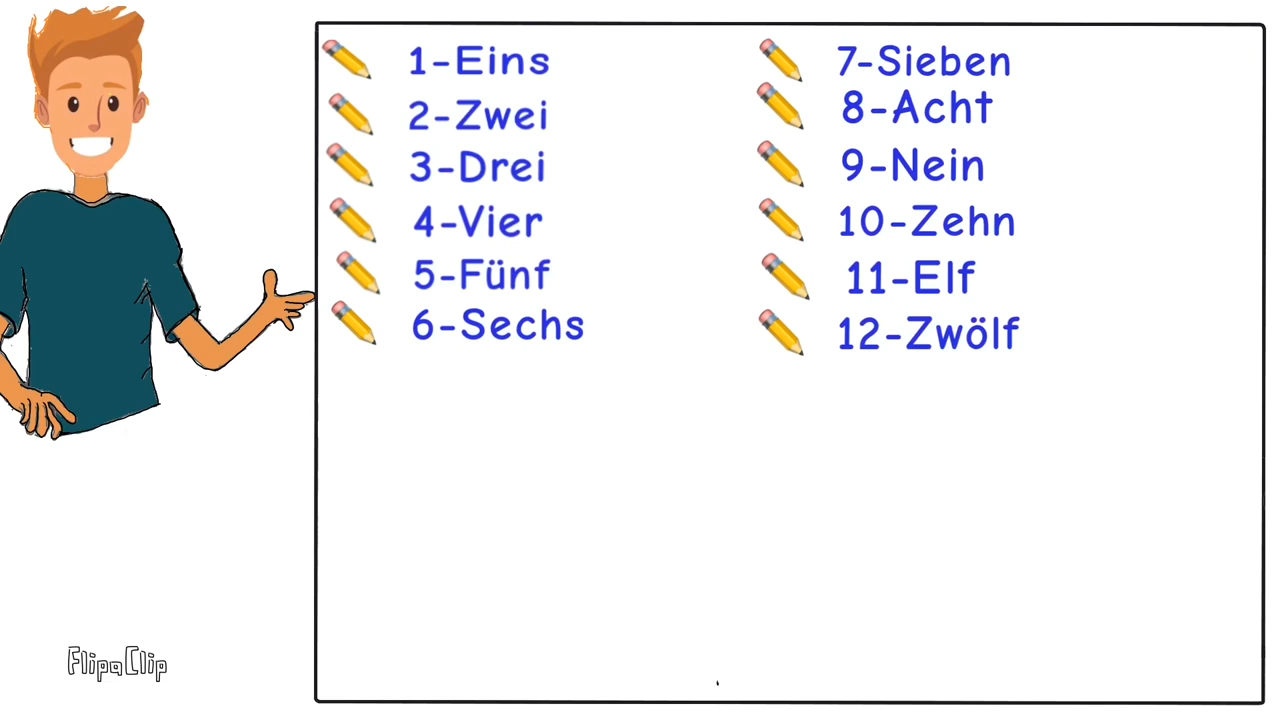 1-Eins
2-Zwei
3-Drei
4-Vier
5-Fünf
6-Sechs
7-Sieben
8-Acht
9-Nein
10-Zehn
11-Elf
12-Zwölf
FlipaClip